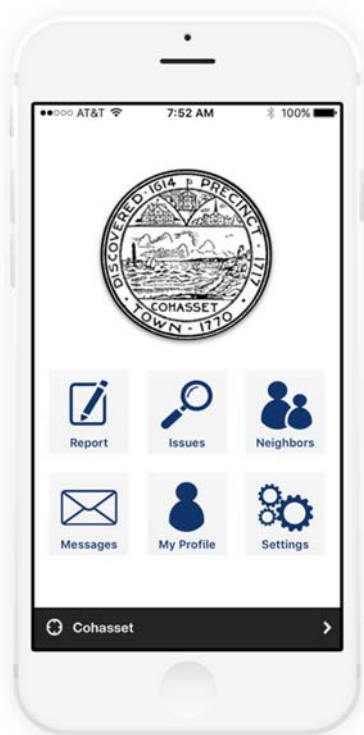 ●●○○○ AT&T 7:52 AM 100%
DISCOVERED · 1614 PRECINCT · 1717
COHASSET
TOWN - 1770
Report Issues Neighbors
Messages My Profile Settings
Cohasset >